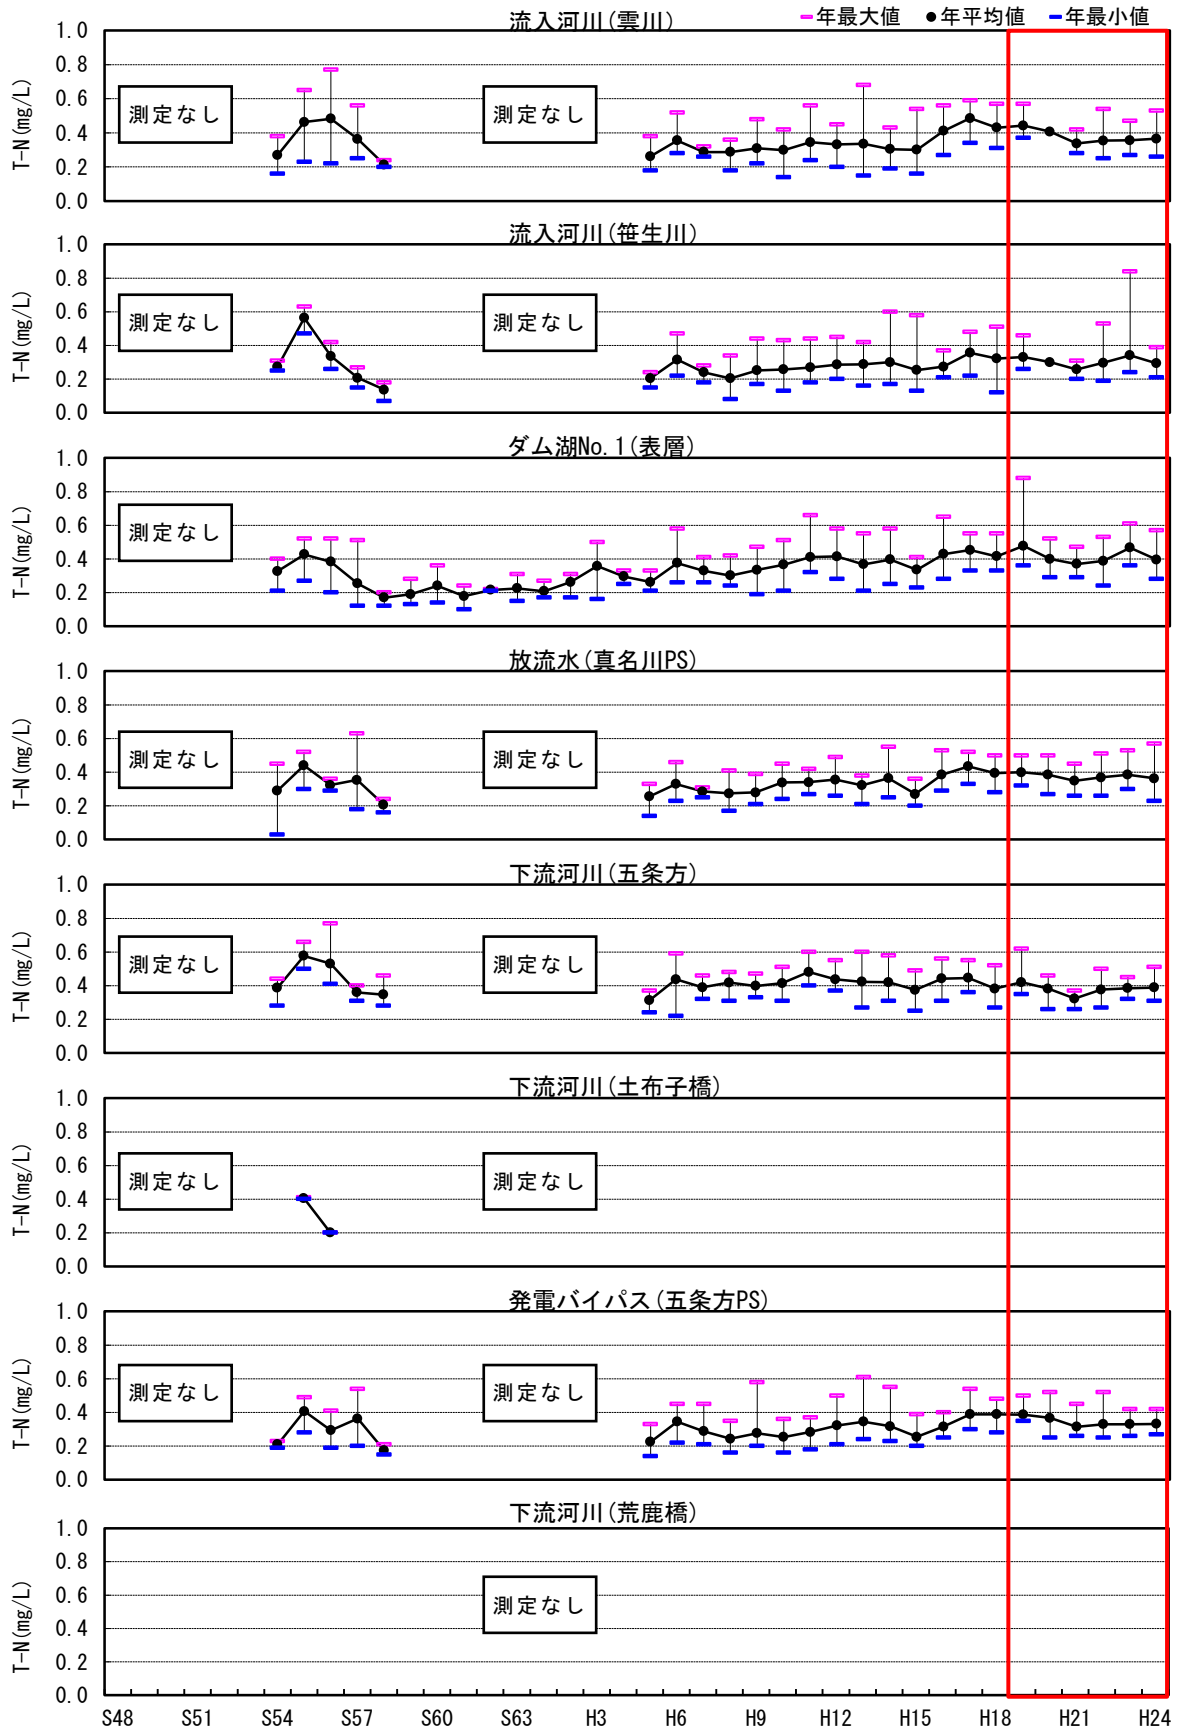 流入河川(雲川)
年最大値 年平均値 年最小値
T-N(mg/L)
1.0
0.8
0.6
0.4
0.2
0.0
測定なし 測定なし
流入河川(笹生川)
T-N(mg/L)
1.0
0.8
0.6
0.4
0.2
0.0
測定なし 測定なし
ダム湖No.1(表層)
T-N(mg/L)
1.0
0.8
0.6
0.4
0.2
0.0
測定なし
放流水(真名川PS)
T-N(mg/L)
1.0
0.8
0.6
0.4
0.2
0.0
測定なし 測定なし
下流河川(五条方)
T-N(mg/L)
1.0
0.8
0.6
0.4
0.2
0.0
測定なし 測定なし
下流河川(土布子橋)
T-N(mg/L)
1.0
0.8
0.6
0.4
0.2
0.0
測定なし 測定なし
発電バイパス(五条方PS)
T-N(mg/L)
1.0
0.8
0.6
0.4
0.2
0.0
測定なし 測定なし
下流河川(荒鹿橋)
T-N(mg/L)
1.0
0.8
0.6
0.4
0.2
0.0
測定なし
S48 S51 S54 S57 S60 S63 H3 H6 H9 H12 H15 H18 H21 H24